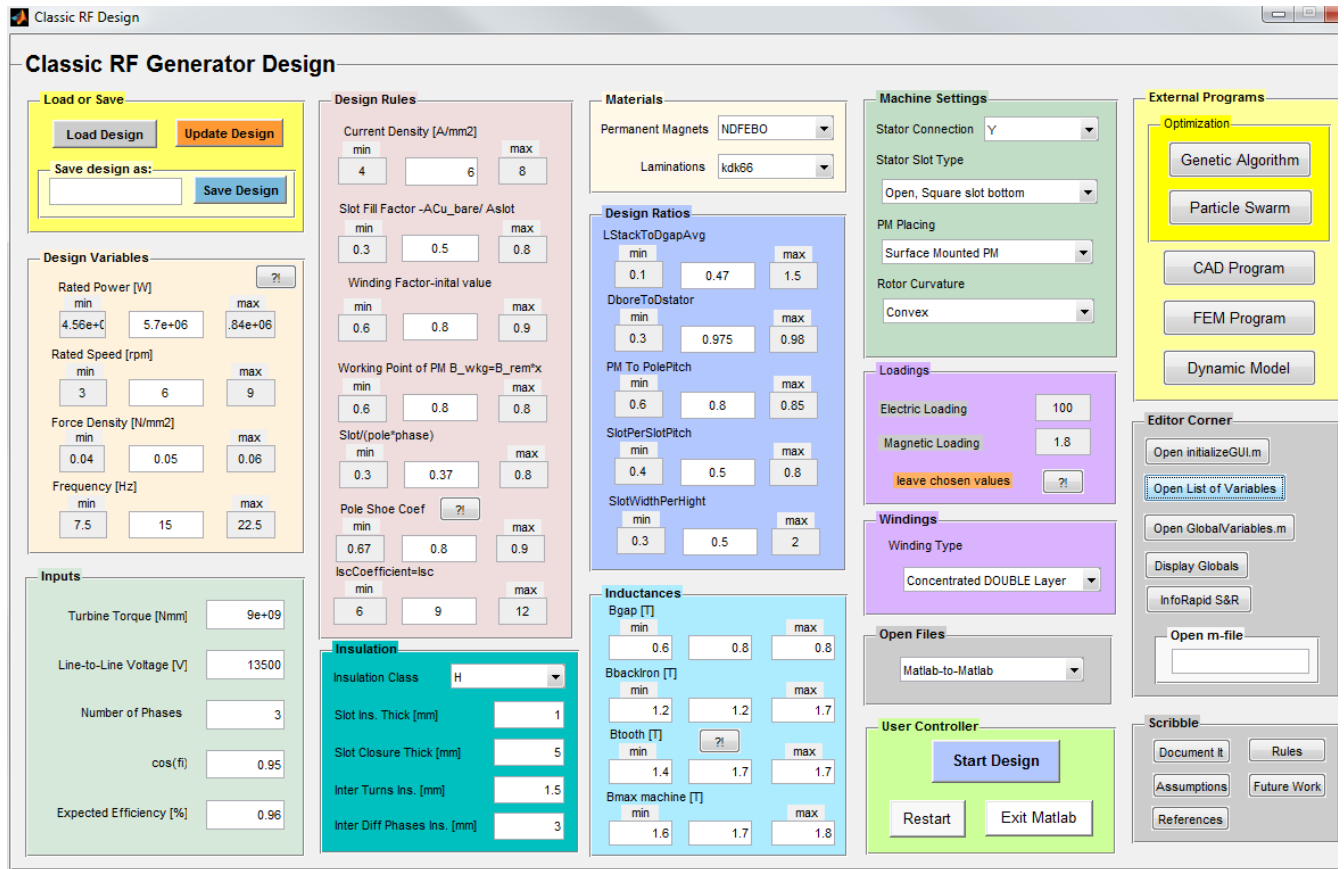 Classic RF Design
Classic RF Generator Design
Load or Save
Load Design
Update Design
Save design as:
Save Design
Design Variables
?!
Rated Power [W]
min
max
4.56e+0
5.7e+06
.84e+06
Rated Speed [rpm]
min
max
3
6
9
Force Density [N/mm2]
min
max
0.04
0.05
0.06
Frequency [Hz]
min
max
7.5
15
22.5
Inputs
Turbine Torque [Nmm]
9e+09
Line-to-Line Voltage [V]
13500
Number of Phases
3
cos(fi)
0.95
Expected Efficiency [%]
0.96
Design Rules
Current Density [A/mm2]
min
max
4
6
8
Slot Fill Factor -ACu_bare/ Aslot
min
max
0.3
0.5
0.8
Winding Factor-inital value
min
max
0.6
0.8
0.9
Working Point of PM B_wkg=B_rem*x
min
max
0.6
0.8
0.8
Slot/(pole*phase)
min
max
0.3
0.37
0.8
Pole Shoe Coef
?!
min
max
0.67
0.8
0.9
IscCoefficient=Isc
min
max
6
9
12
Insulation
Insulation Class
H
Slot Ins. Thick [mm]
1
Slot Closure Thick [mm]
5
Inter Turns Ins. [mm]
1.5
Inter Diff Phases Ins. [mm]
3
Materials
Permanent Magnets
NDFEBO
Laminations
kdk66
Design Ratios
LStackToDgapAvg
min
max
0.1
0.47
1.5
DboreToDstator
min
max
0.3
0.975
0.98
PM To PolePitch
min
max
0.6
0.8
0.85
SlotPerSlotPitch
min
max
0.4
0.5
0.8
SlotWidthPerHight
min
max
0.3
0.5
2
Inductances
Bgap [T]
min
max
0.6
0.8
0.8
BbackIron [T]
min
max
1.2
1.2
1.7
Btooth [T]
?!
min
max
1.4
1.7
1.7
Bmax machine [T]
min
max
1.6
1.7
1.8
Machine Settings
Stator Connection
Y
Stator Slot Type
Open, Square slot bottom
PM Placing
Surface Mounted PM
Rotor Curvature
Convex
Loadings
Electric Loading
100
Magnetic Loading
1.8
leave chosen values
?!
Windings
Winding Type
Concentrated DOUBLE Layer
Open Files
Matlab-to-Matlab
User Controller
Start Design
Restart
Exit Matlab
External Programs
Optimization
Genetic Algorithm
Particle Swarm
CAD Program
FEM Program
Dynamic Model
Editor Corner
Open initializeGUI.m
Open List of Variables
Open GlobalVariables.m
Display Globals
InfoRapid S&R
Open m-file
Scribble
Document It
Rules
Assumptions
Future Work
References